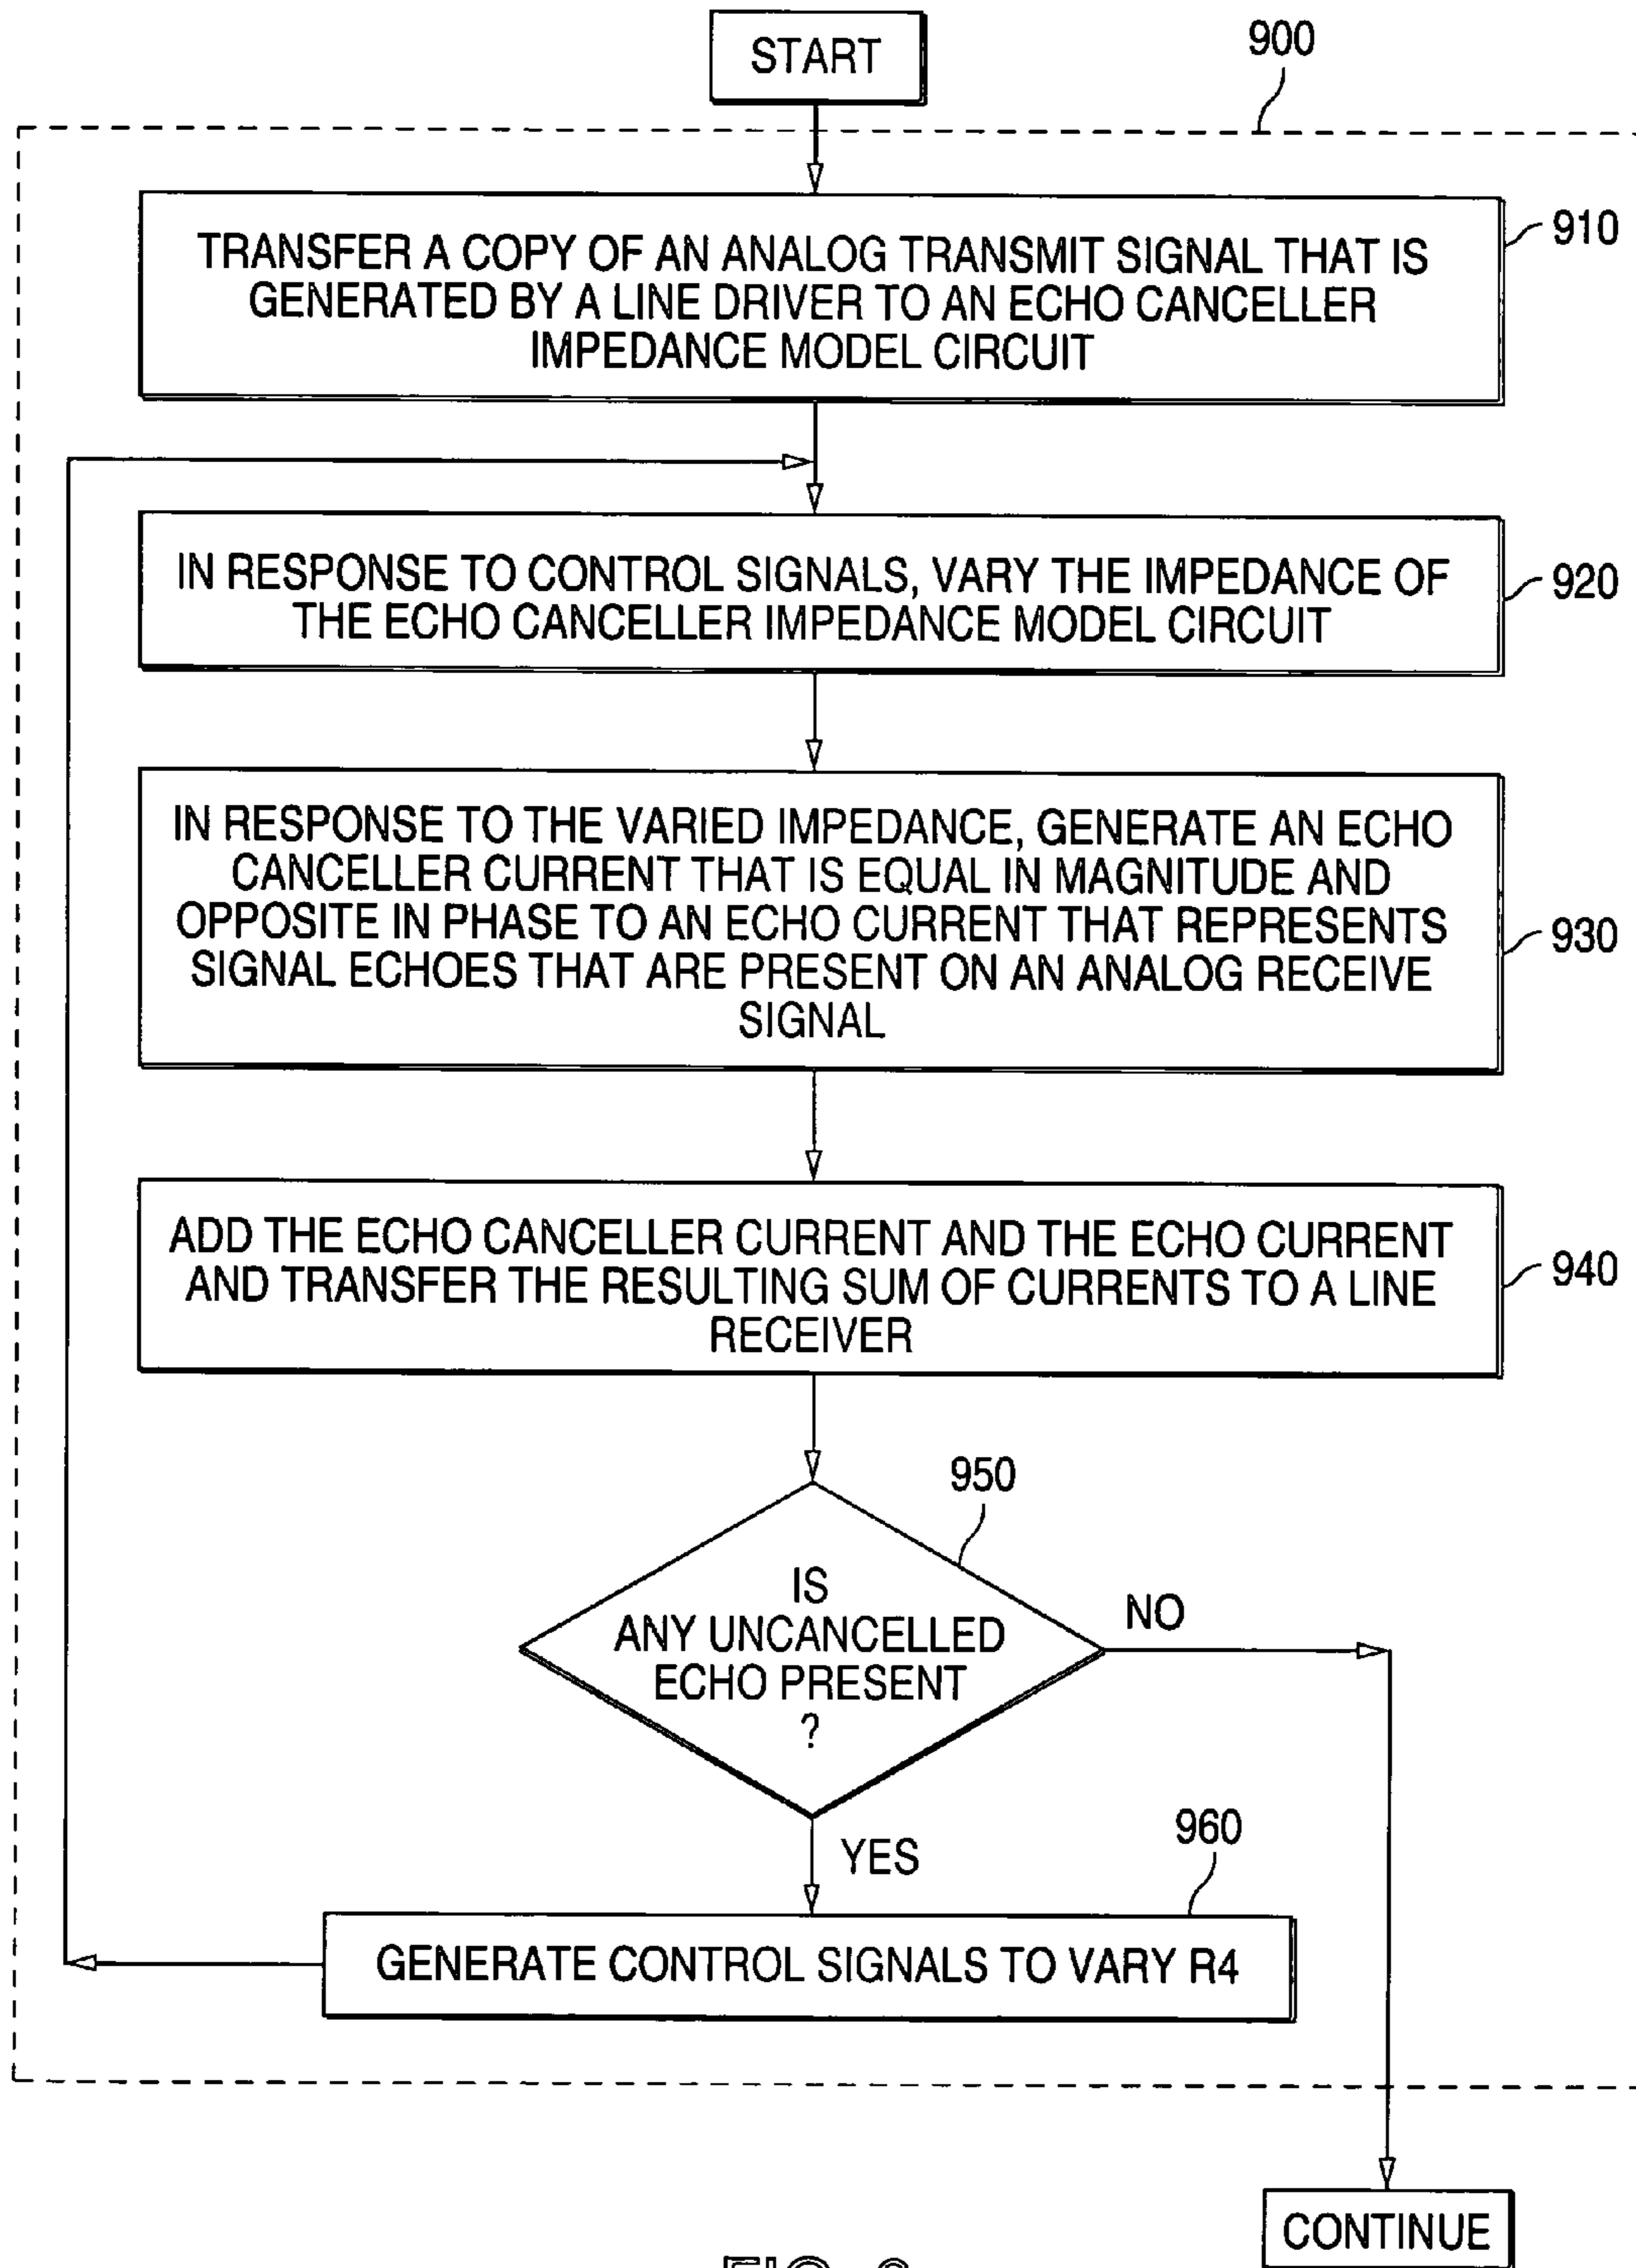 START
900
TRANSFER A COPY OF AN ANALOG TRANSMIT SIGNAL THAT IS
GENERATED BY A LINE DRIVER TO AN ECHO CANCELLER
IMPEDANCE MODEL CIRCUIT
910
IN RESPONSE TO CONTROL SIGNALS, VARY THE IMPEDANCE OF
THE ECHO CANCELLER IMPEDANCE MODEL CIRCUIT
920
IN RESPONSE TO THE VARIED IMPEDANCE, GENERATE AN ECHO
CANCELLER CURRENT THAT IS EQUAL IN MAGNITUDE AND
OPPOSITE IN PHASE TO AN ECHO CURRENT THAT REPRESENTS
SIGNAL ECHOES THAT ARE PRESENT ON AN ANALOG RECEIVE
SIGNAL
930
ADD THE ECHO CANCELLER CURRENT AND THE ECHO CURRENT
AND TRANSFER THE RESULTING SUM OF CURRENTS TO A LINE
RECEIVER
940
950
IS
ANY UNCANCELLED
ECHO PRESENT
?
NO
YES
960
GENERATE CONTROL SIGNALS TO VARY R4
CONTINUE
FIG.